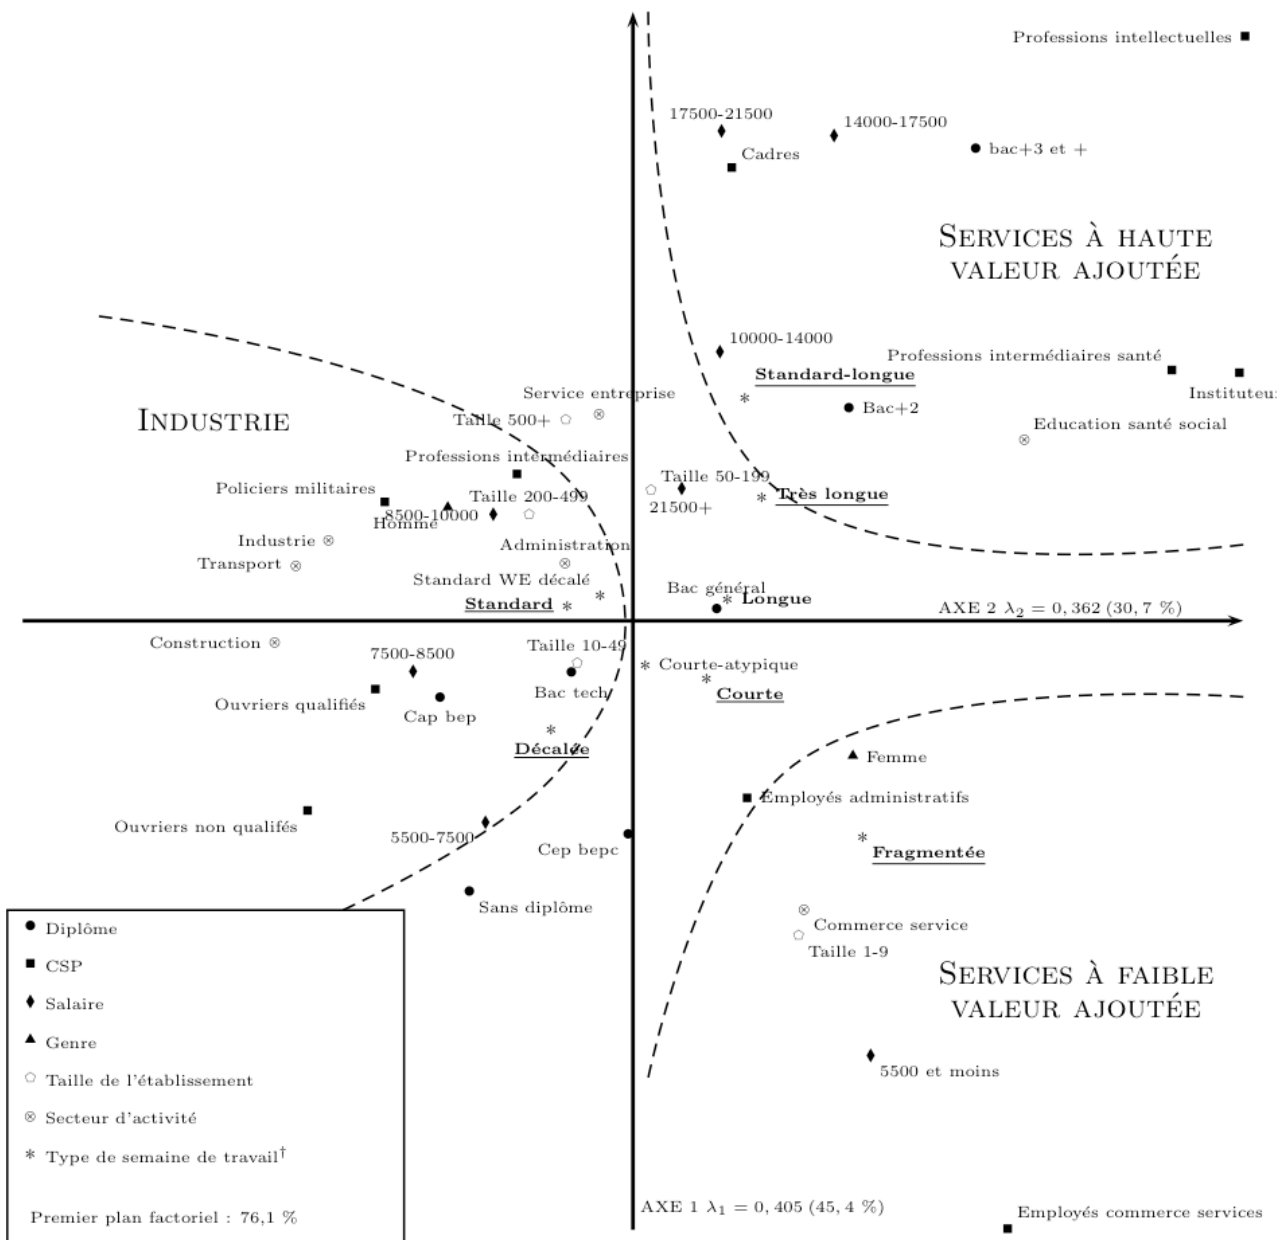 Professions intellectuelles
17500-21500
14000-17500
Cadres
bac+3 et +
SERVICES À HAUTE
VALEUR AJOUTÉE
10000-14000
Professions intermédiaires santé
Standard-longue
Instituteur
Service entreprise
Bac+2
INDUSTRIE
Taille 500+
Education santé social
Professions intermédiaires
Taille 50-199
Policiers militaires
Taille 200-499
Très longue
8500-10000
21500+
Homme
Industrie
Administration
Transport
Standard WE décalé
Bac général
Standard
Longue
AXE 2 λ2 = 0, 362 (30, 7 %)
Construction
Taille 10-49
7500-8500
Courte-atypique
Bac tech
Courte
Ouvriers qualifiés
Cap bep
Décalée
Femme
Employés administratifs
Ouvriers non qualifés
5500-7500
Cep bepc
Fragmentée
Sans diplôme
Commerce service
Taille 1-9
SERVICES À FAIBLE
VALEUR AJOUTÉE
5500 et moins
Diplôme
CSP
Salaire
Genre
Taille de l'établissement
Secteur d'activité
Type de semaine de travail†
Premier plan factoriel : 76,1 %
AXE 1 λ1 = 0, 405 (45, 4 %)
Employés commerce services